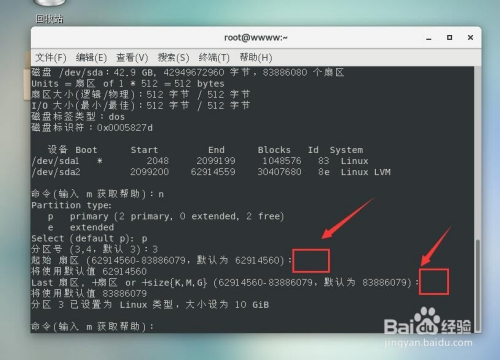 回收站
root@wwww:~
文件(F) 编辑(E) 查看(V) 搜索(S) 终端(T) 帮助(H)
磁盘 /dev/sda：42.9 GB, 42949672960 字节，83886080 个扇区
Units = 扇区 of 1 * 512 = 512 bytes
扇区大小(逻辑/物理)：512 字节 / 512 字节
I/O 大小(最小/最佳)：512 字节 / 512 字节
磁盘标签类型：dos
磁盘标识符：0x0005827d
设备 Boot Start End Blocks Id System
/dev/sda1 * 2048 2099199 1048576 83 Linux
/dev/sda2 2099200 62914559 30407680 8e Linux LVM
命令(输入 m 获取帮助)：n
Partition type:
p primary (2 primary, 0 extended, 2 free)
e extended
Select (default p): p
分区号 (3,4，默认 3)：3
起始 扇区 (62914560-83886079，默认为 62914560)：
将使用默认值 62914560
Last 扇区, +扇区 or +size{K,M,G} (62914560-83886079，默认为 83886079)：
将使用默认值 83886079
分区 3 已设置为 Linux 类型，大小设为 10 GiB
命令(输入 m 获取帮助)：
Bai百度经验
jingyan.baidu.com